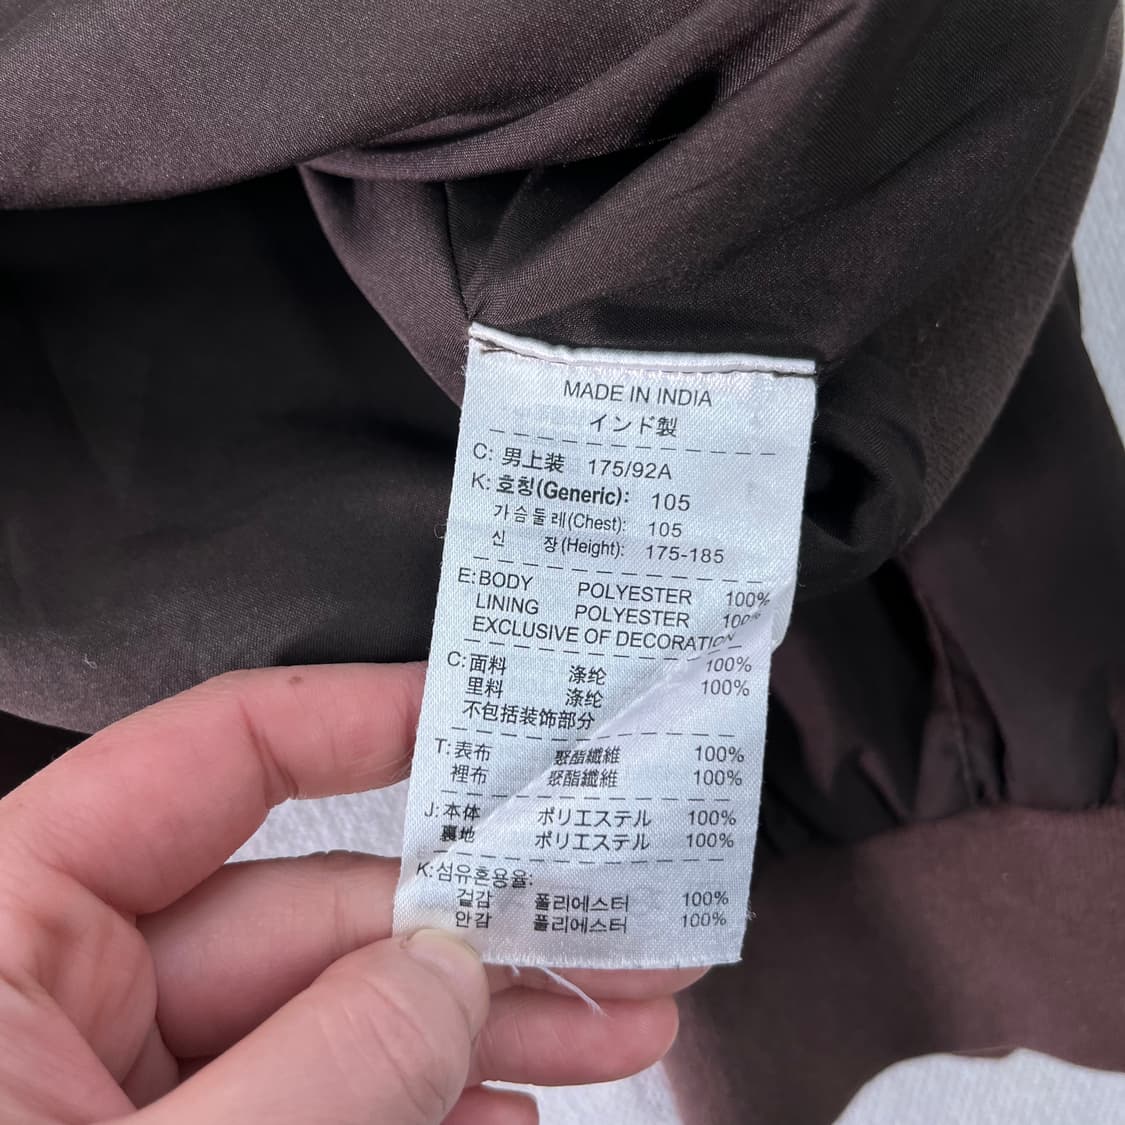 MADE IN INDIA
インド製
C: 男上装 175/92A
K: 호칭(Generic): 105
가슴둘레(Chest): 105
신 장(Height): 175-185
E: BODY POLYESTER 100%
LINING POLYESTER 100%
EXCLUSIVE OF DECORATION
C: 面料 涤纶 100%
里料 涤纶 100%
不包括装饰部分
T: 表布 聚酯纖維 100%
裡布 聚酯纖維 100%
J: 本体 ポリエステル 100%
裏地 ポリエステル 100%
K: 섬유혼용율:
겉감 폴리에스터 100%
안감 폴리에스터 100%